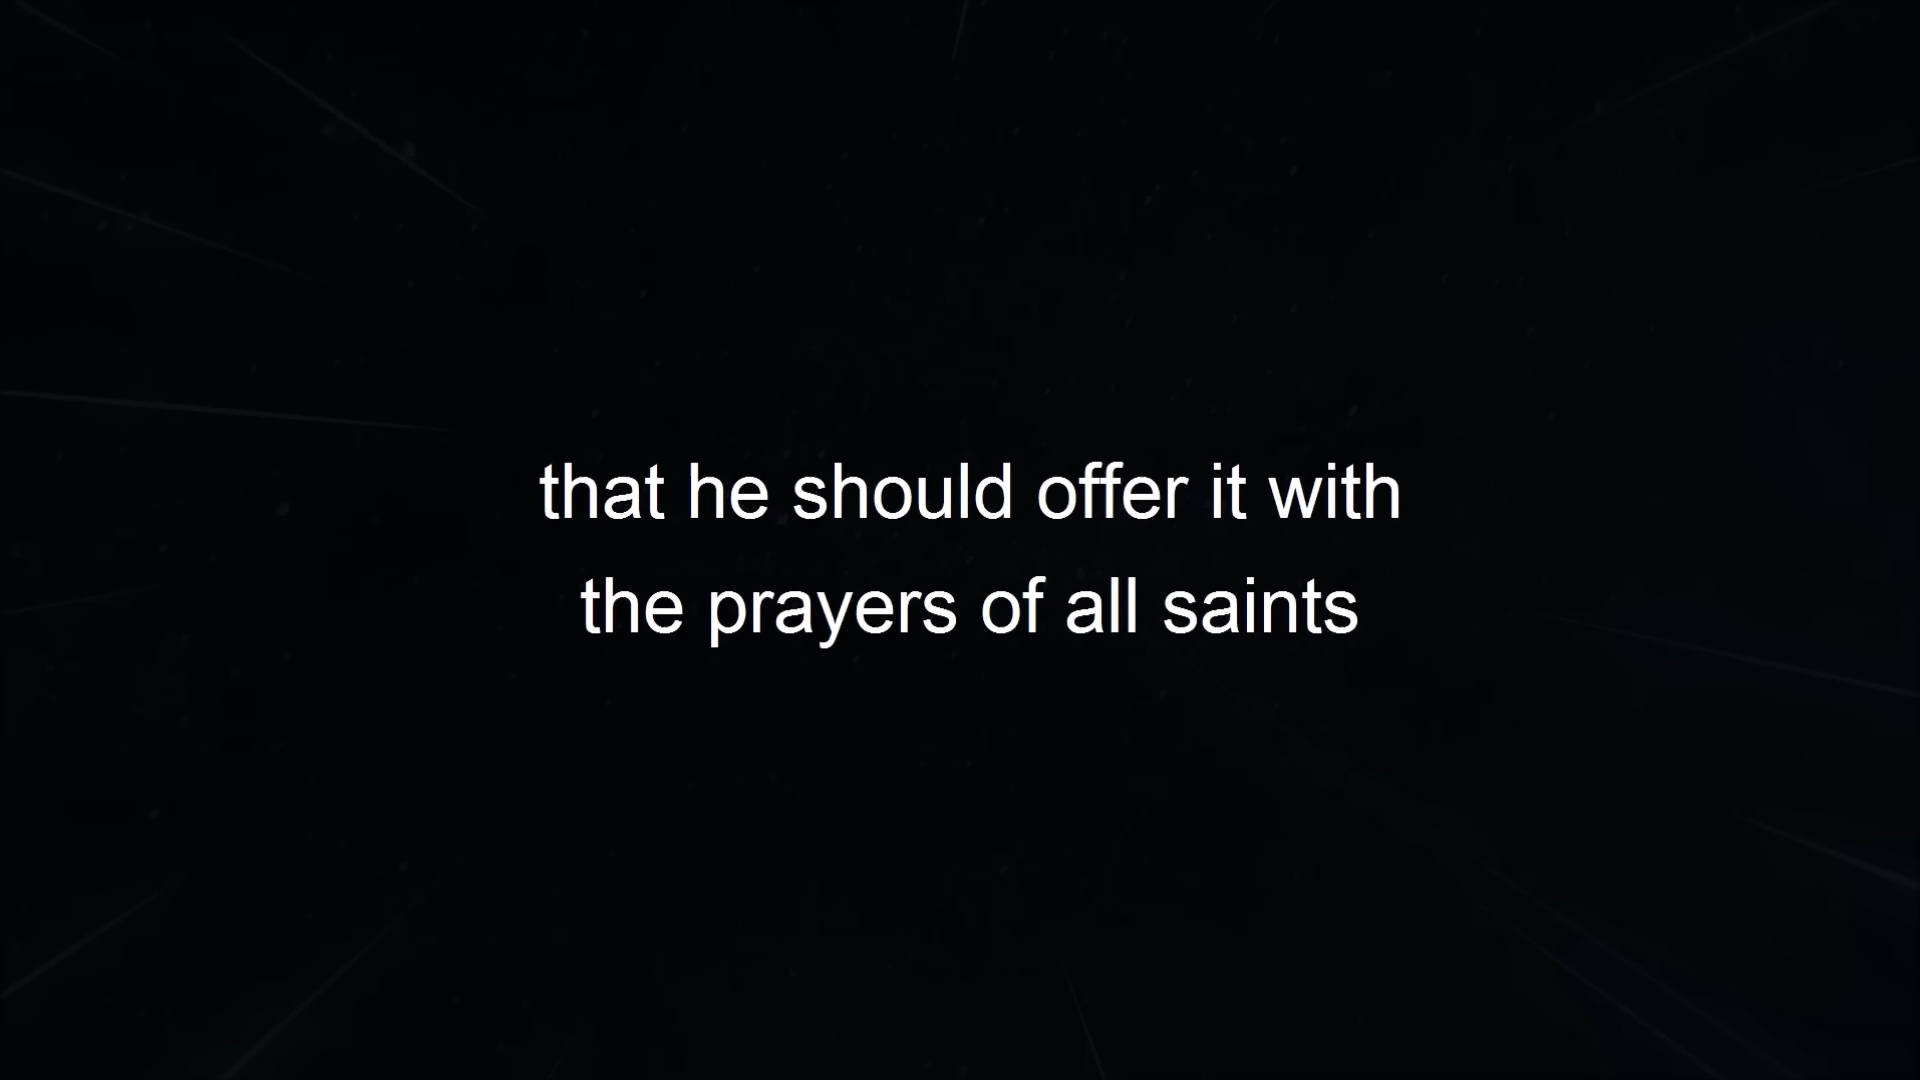 that he should offer it with
the prayers of all saints